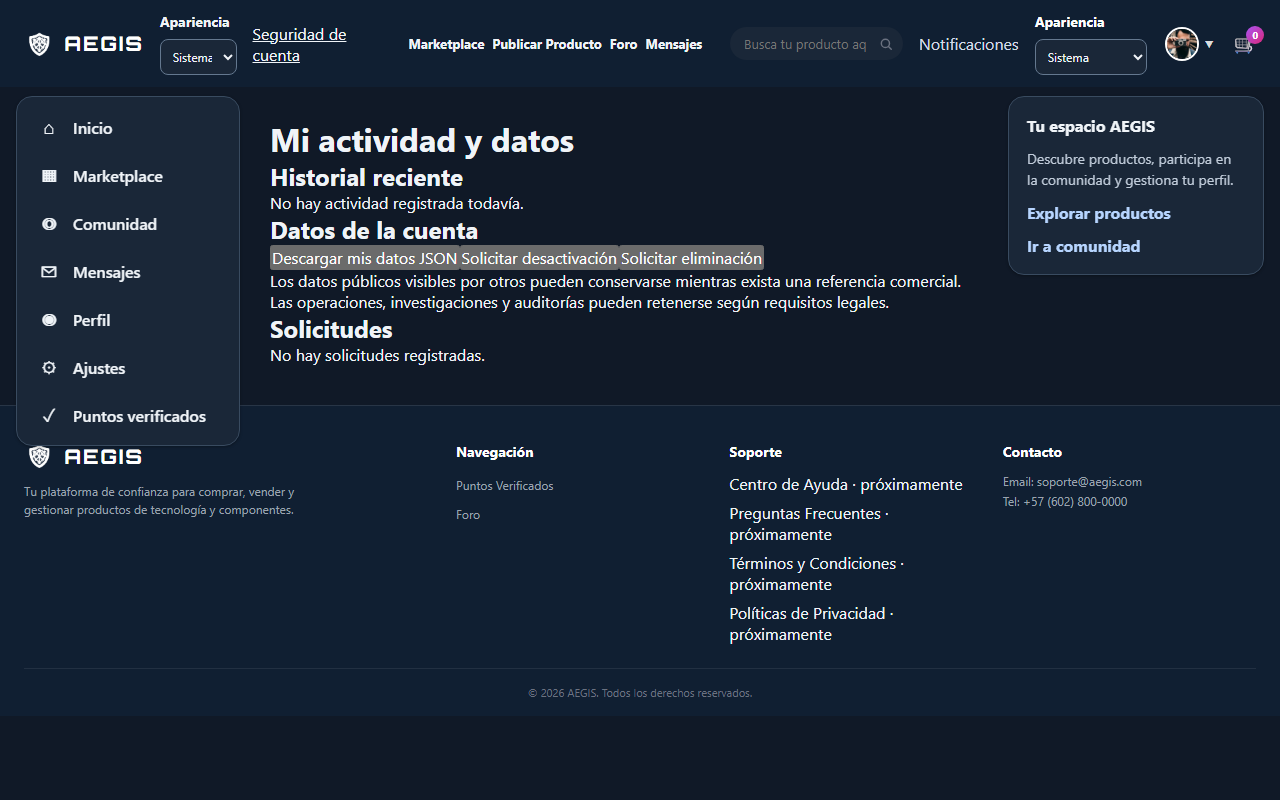 AEGIS
Apariencia
Sistema
Seguridad de
cuenta
Marketplace Publicar Producto Foro Mensajes
Busca tu producto aq
Notificaciones
Apariencia
Sistema
0
Inicio
Marketplace
Comunidad
Mensajes
Perfil
Ajustes
Puntos verificados
Mi actividad y datos
Historial reciente
No hay actividad registrada todavía.
Datos de la cuenta
Descargar mis datos JSON Solicitar desactivación Solicitar eliminación
Los datos públicos visibles por otros pueden conservarse mientras exista una referencia comercial.
Las operaciones, investigaciones y auditorías pueden retenerse según requisitos legales.
Solicitudes
No hay solicitudes registradas.
Tu espacio AEGIS
Descubre productos, participa en
la comunidad y gestiona tu perfil.
Explorar productos
Ir a comunidad
AEGIS
Tu plataforma de confianza para comprar, vender y
gestionar productos de tecnología y componentes.
Navegación
Puntos Verificados
Foro
Soporte
Centro de Ayuda · próximamente
Preguntas Frecuentes ·
próximamente
Términos y Condiciones ·
próximamente
Políticas de Privacidad ·
próximamente
Contacto
Email: soporte@aegis.com
Tel: +57 (602) 800-0000
© 2026 AEGIS. Todos los derechos reservados.